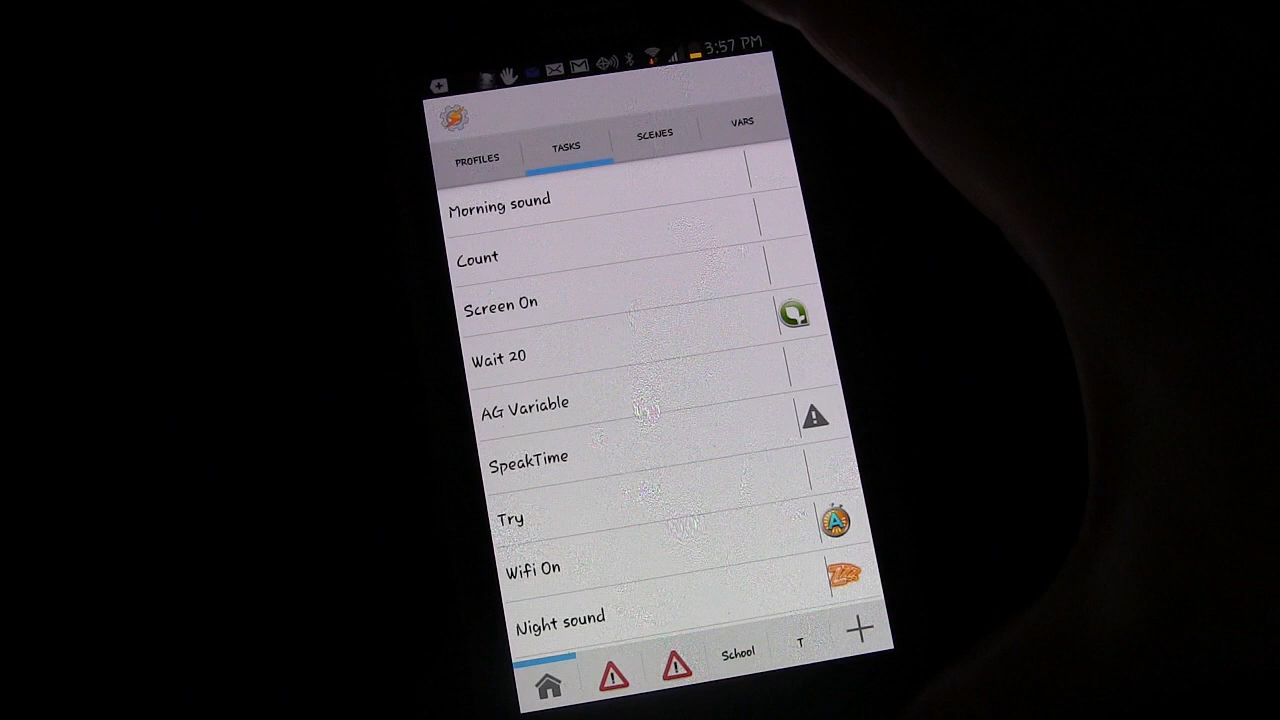 3:57 PM
PROFILES TASKS SCENES VARS
Morning sound
Count
Screen On
Wait 20
AG Variable
SpeakTime
Try
Wifi On
Night sound
School T